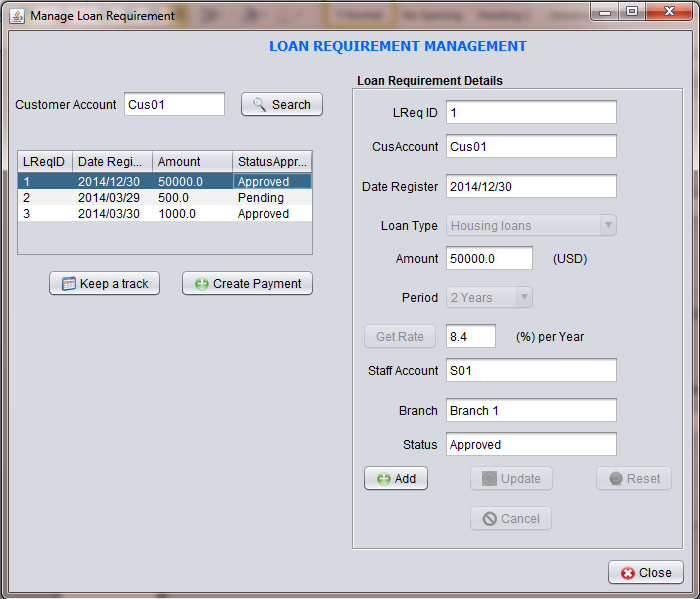 Manage Loan Requirement
LOAN REQUIREMENT MANAGEMENT
Customer Account Cus01 Search
LReqID Date Regi... Amount StatusAppr...
1 2014/12/30 50000.0 Approved
2 2014/03/29 500.0 Pending
3 2014/03/30 1000.0 Approved
Keep a track Create Payment
Loan Requirement Details
LReq ID 1
CusAccount Cus01
Date Register 2014/12/30
Loan Type Housing loans
Amount 50000.0 (USD)
Period 2 Years
Get Rate 8.4 (%) per Year
Staff Account S01
Branch Branch 1
Status Approved
Add Update Reset
Cancel
Close